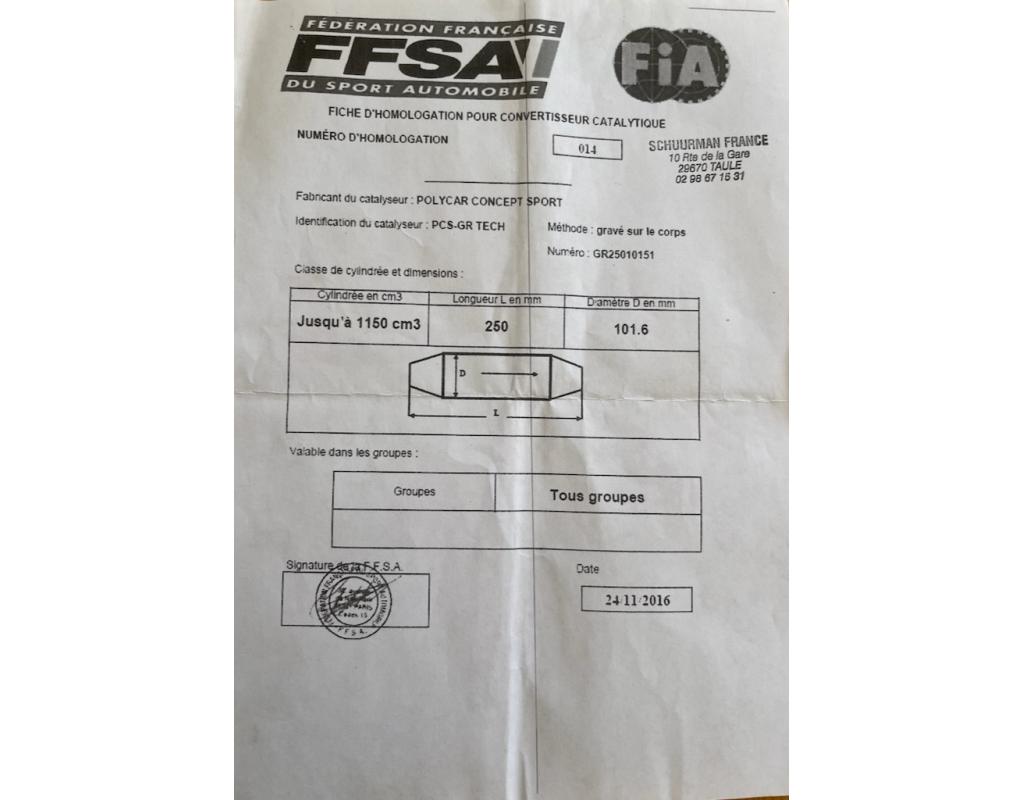 FÉDÉRATION FRANÇAISE
FFSA
DU SPORT AUTOMOBILE
FiA
FICHE D'HOMOLOGATION POUR CONVERTISSEUR CATALYTIQUE
NUMÉRO D'HOMOLOGATION
014
SCHUURMAN FRANCE
10 Rte de la Gare
29670 TAULE
02 98 67 15 31
Fabricant du catalyseur : POLYCAR CONCEPT SPORT
Identification du catalyseur : PCS-GR TECH
Méthode : gravé sur le corps
Numéro : GR25010151
Classe de cylindrée et dimensions :
Cylindrée en cm3 Longueur L en mm Diamètre D en mm
Jusqu'à 1150 cm3 250 101.6
D
L
Valable dans les groupes :
Groupes Tous groupes
Signature de la F.F.S.A.
Date
24/11/2016
PARIS
F F S A